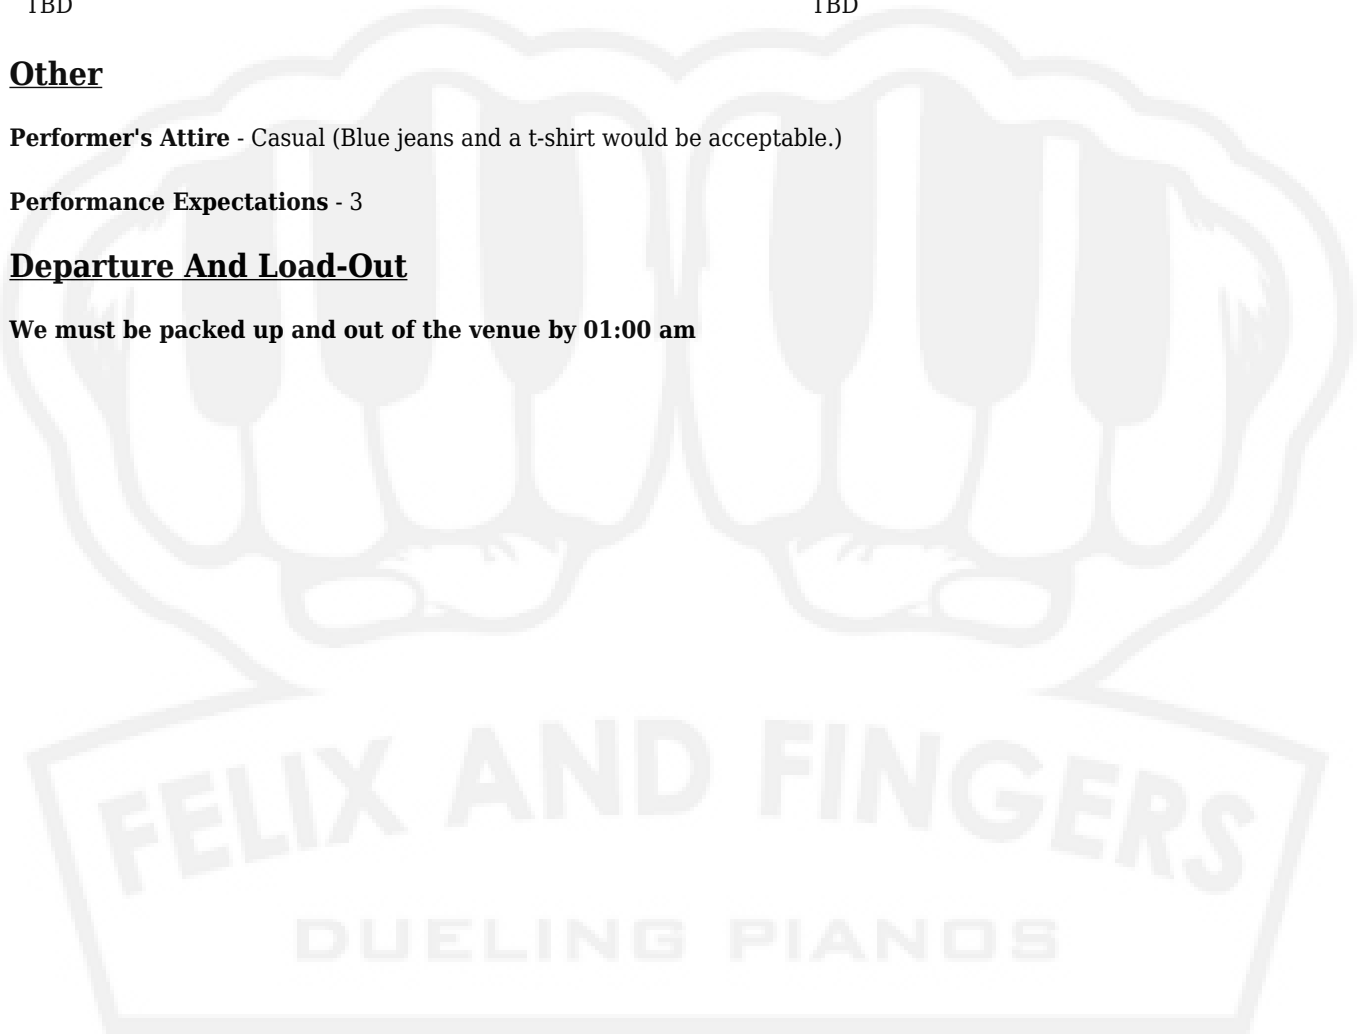 TBD TBD
Other
Performer's Attire - Casual (Blue jeans and a t-shirt would be acceptable.)
Performance Expectations - 3
Departure And Load-Out
We must be packed up and out of the venue by 01:00 am
FELIX AND FINGERS
DUELING PIANOS